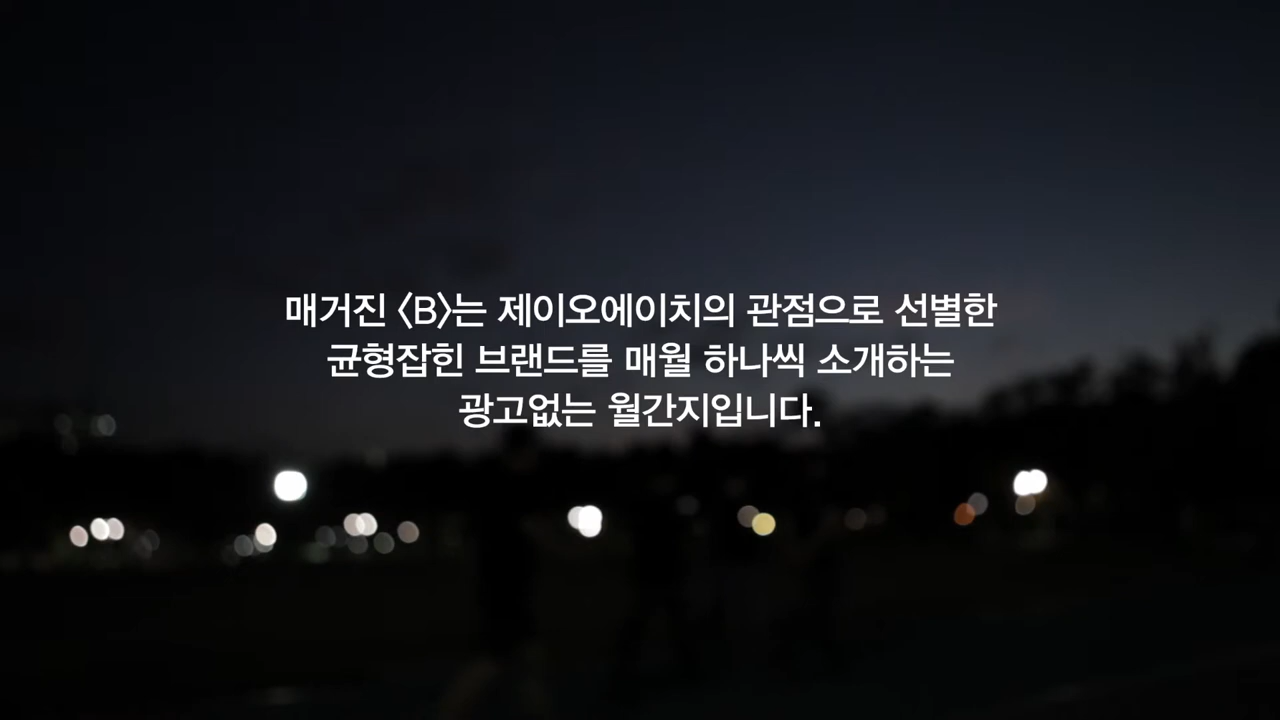 매거진 〈B〉는 제이오에이치의 관점으로 선별한
균형잡힌 브랜드를 매월 하나씩 소개하는
광고없는 월간지입니다.